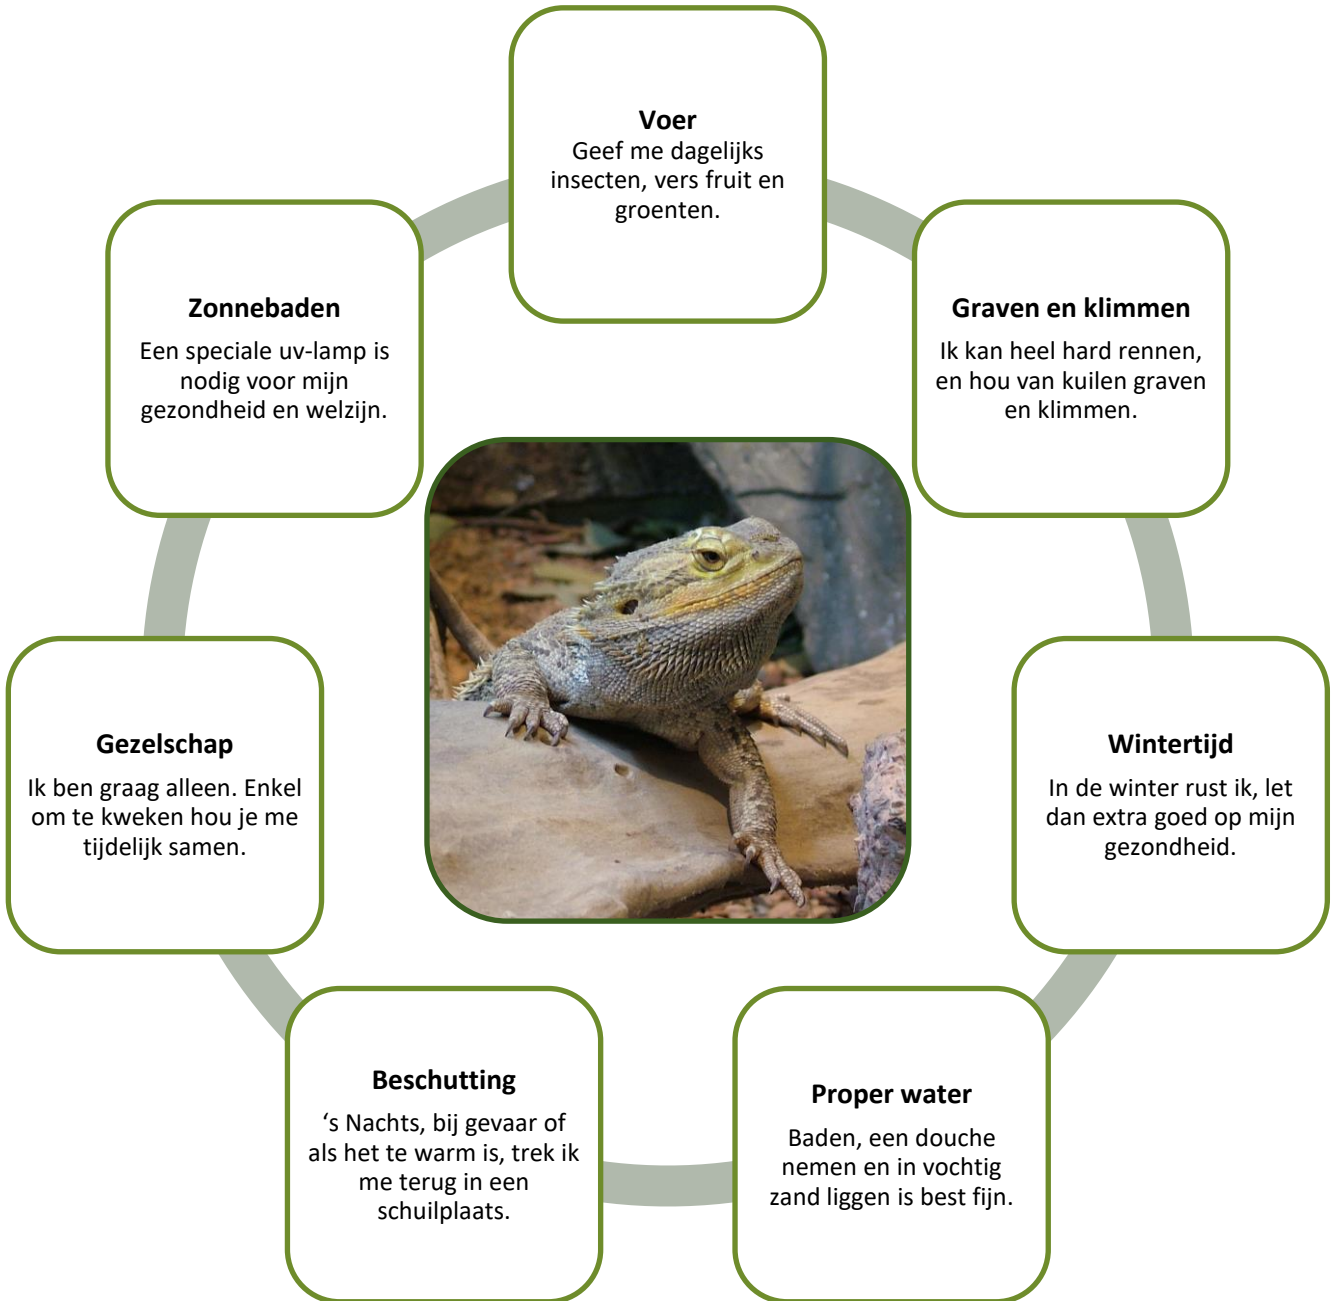 Voer
Geef me dagelijks
insecten, vers fruit en
groenten.
Graven en klimmen
Ik kan heel hard rennen,
en hou van kuilen graven
en klimmen.
Wintertijd
In de winter rust ik, let
dan extra goed op mijn
gezondheid.
Proper water
Baden, een douche
nemen en in vochtig
zand liggen is best fijn.
Beschutting
‘s Nachts, bij gevaar of
als het te warm is, trek ik
me terug in een
schuilplaats.
Gezelschap
Ik ben graag alleen. Enkel
om te kweken hou je me
tijdelijk samen.
Zonnebaden
Een speciale uv-lamp is
nodig voor mijn
gezondheid en welzijn.